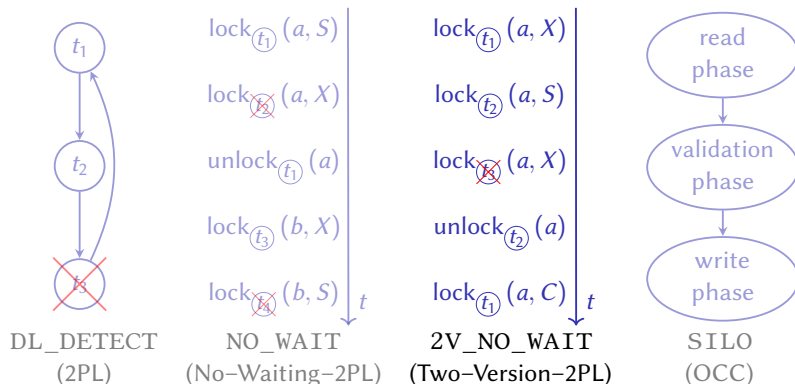 t1
t2
t3
DL_DETECT
(2PL)
lock t1 (a, S)
lock t2 (a, X)
unlock t1 (a)
lock t3 (b, X)
lock t4 (b, S)
t
NO_WAIT
(No–Waiting–2PL)
lock t1 (a, X)
lock t2 (a, S)
lock t3 (a, X)
unlock t2 (a)
lock t1 (a, C)
t
2V_NO_WAIT
(Two–Version–2PL)
read
phase
validation
phase
write
phase
SILO
(OCC)